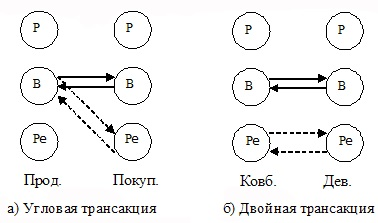 Р Р Р Р
В В В В
Ре Ре Ре Ре
Прод. Покуп. Ковб. Дев.
а) Угловая трансакция б) Двойная трансакция